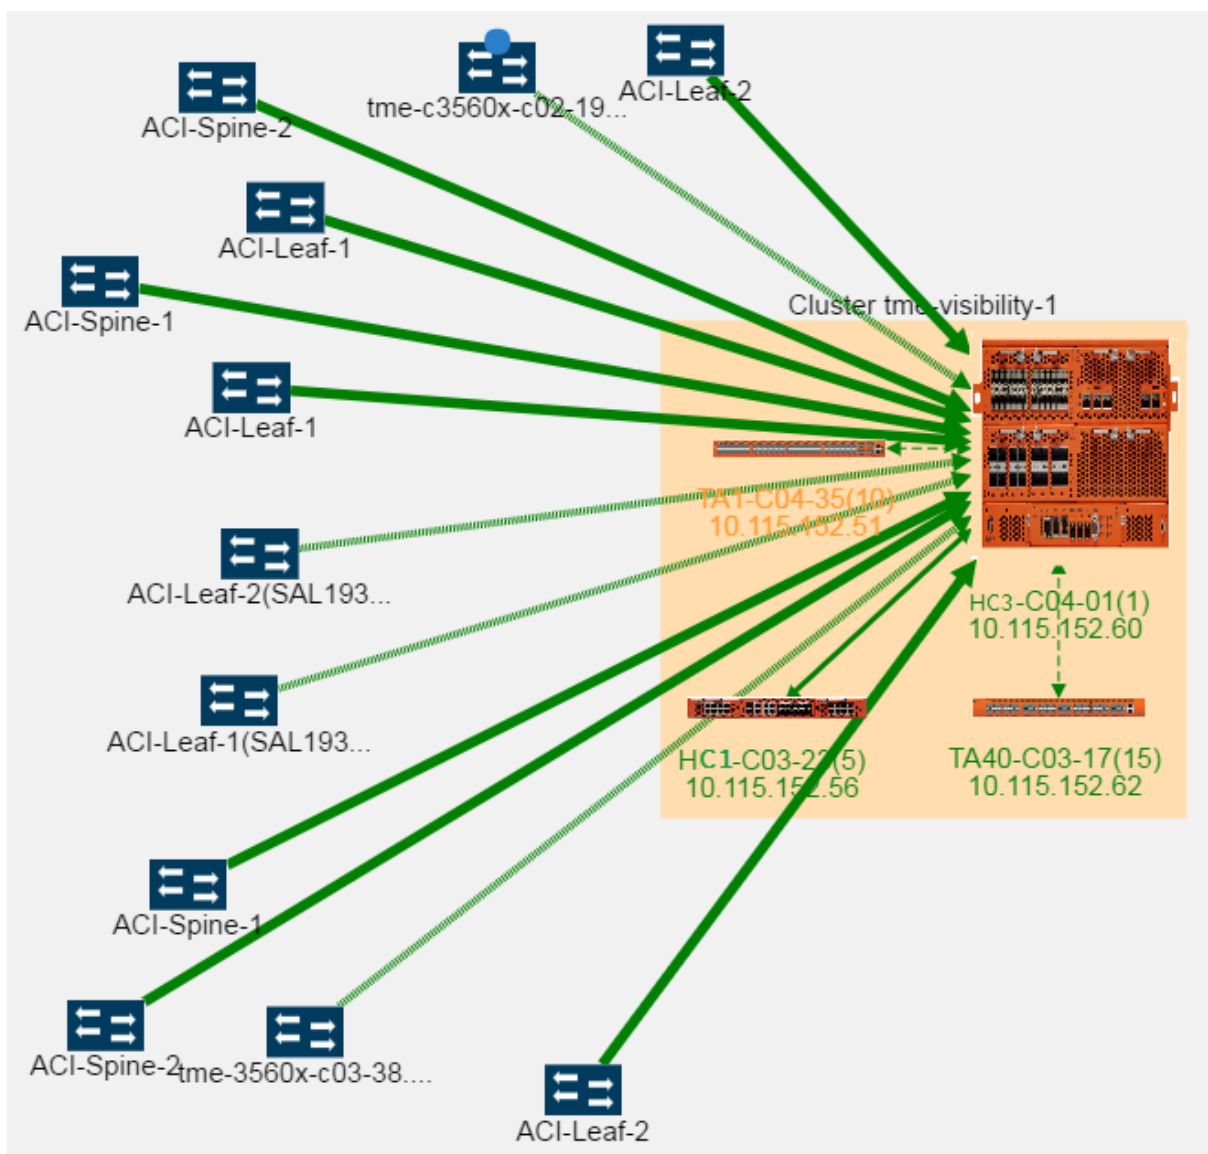 ACI-Leaf-2
tme-c3560x-c02-19...
ACI-Spine-2
ACI-Leaf-1
Cluster tme-visibility-1
ACI-Spine-1
ACI-Leaf-1
TA1-C04-35(10)
10.115.152.51
ACI-Leaf-2(SAL193...
HC3-C04-01(1)
10.115.152.60
ACI-Leaf-1(SAL193...
HC1-C03-23(5)
10.115.152.56
TA40-C03-17(15)
10.115.152.62
ACI-Spine-1
ACI-Spine-2
tme-3560x-c03-38....
ACI-Leaf-2